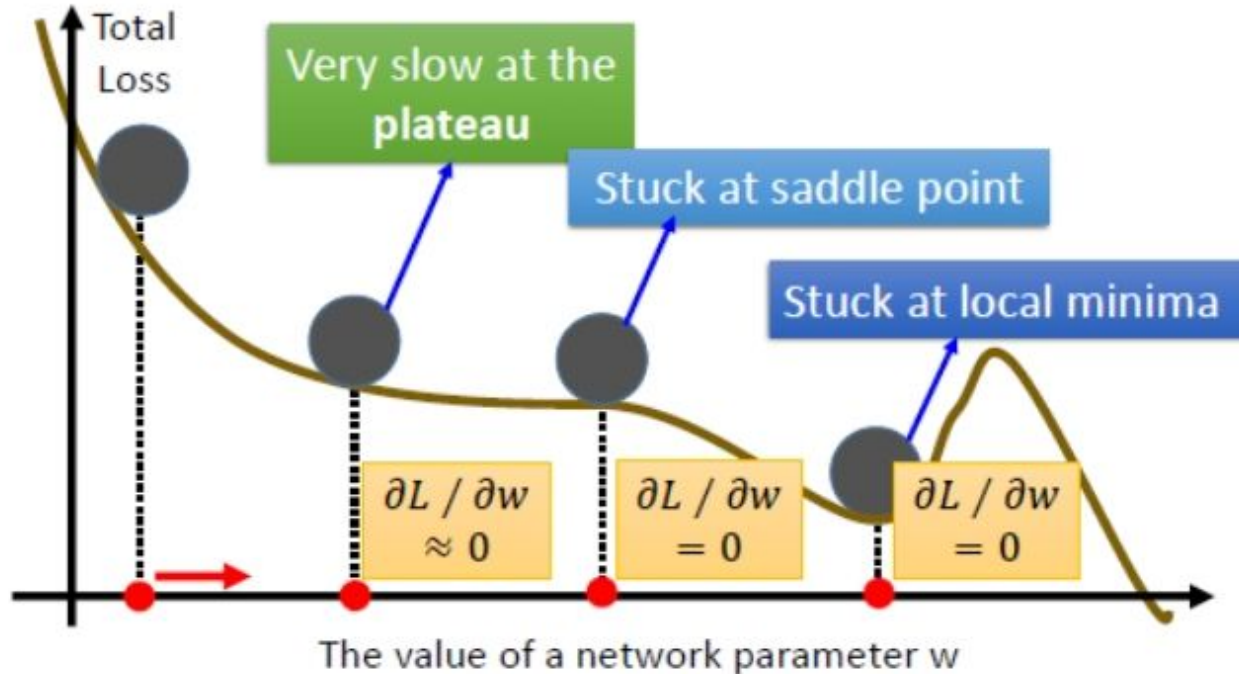 Total
Loss
Very slow at the
plateau
Stuck at saddle point
Stuck at local minima
∂L / ∂w
≈ 0
∂L / ∂w
= 0
∂L / ∂w
= 0
The value of a network parameter w